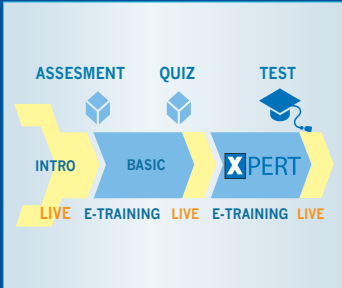 ASSESMENT QUIZ TEST
INTRO BASIC XPERT
LIVE E-TRAINING LIVE E-TRAINING LIVE